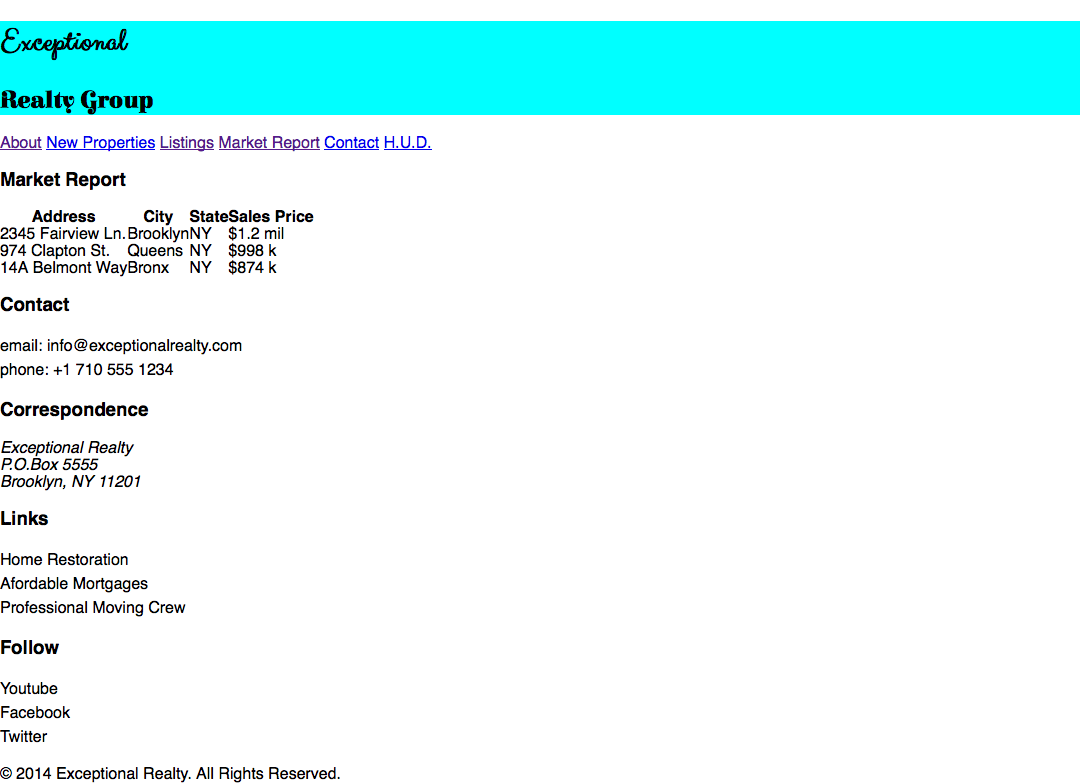 Exceptional
Realty Group
About New Properties Listings Market Report Contact H.U.D.
Market Report
Address City State Sales Price
2345 Fairview Ln. Brooklyn NY $1.2 mil
974 Clapton St. Queens NY $998 k
14A Belmont Way Bronx NY $874 k
Contact
email: info@exceptionalrealty.com
phone: +1 710 555 1234
Correspondence
Exceptional Realty
P.O.Box 5555
Brooklyn, NY 11201
Links
Home Restoration
Afordable Mortgages
Professional Moving Crew
Follow
Youtube
Facebook
Twitter
© 2014 Exceptional Realty. All Rights Reserved.